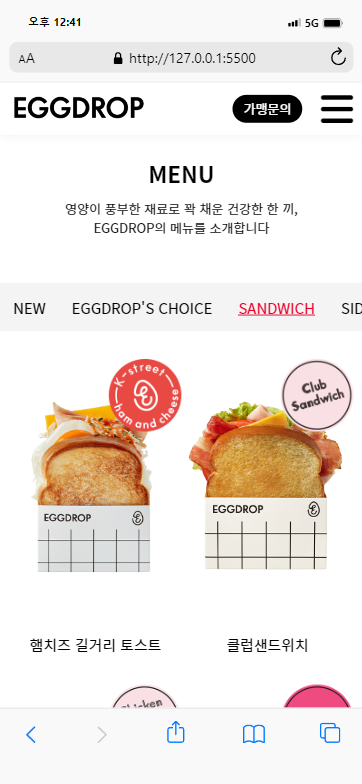 오후 12:41
5G
AA
http://127.0.0.1:5500
EGGDROP
가맹문의
MENU
영양이 풍부한 재료로 꽉 채운 건강한 한 끼,
EGGDROP의 메뉴를 소개합니다
NEW EGGDROP'S CHOICE SANDWICH SID
K-street
ham and cheese
Club
Sandwich
EGGDROP
EGGDROP
햄치즈 길거리 토스트
클럽샌드위치
Chicken